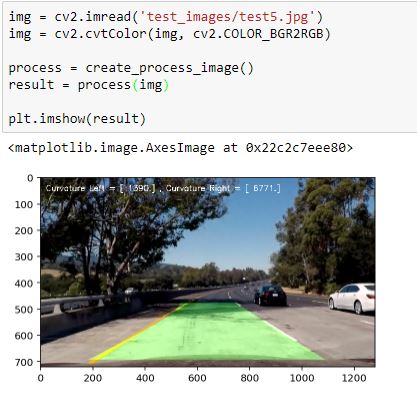 img = cv2.imread('test_images/test5.jpg')
img = cv2.cvtColor(img, cv2.COLOR_BGR2RGB)
process = create_process_image()
result = process(img)
plt.imshow(result)
<matplotlib.image.AxesImage at 0x22c2c7eee80>
Curvature Left = [ 1390.] , Curvature Right = [ 6771.]
0
100
200
300
400
500
600
700
0 200 400 600 800 1000 1200